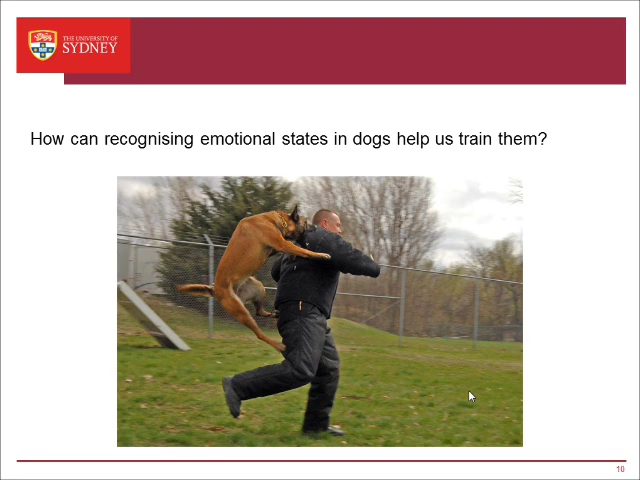 THE UNIVERSITY OF
SYDNEY
How can recognising emotional states in dogs help us train them?
10